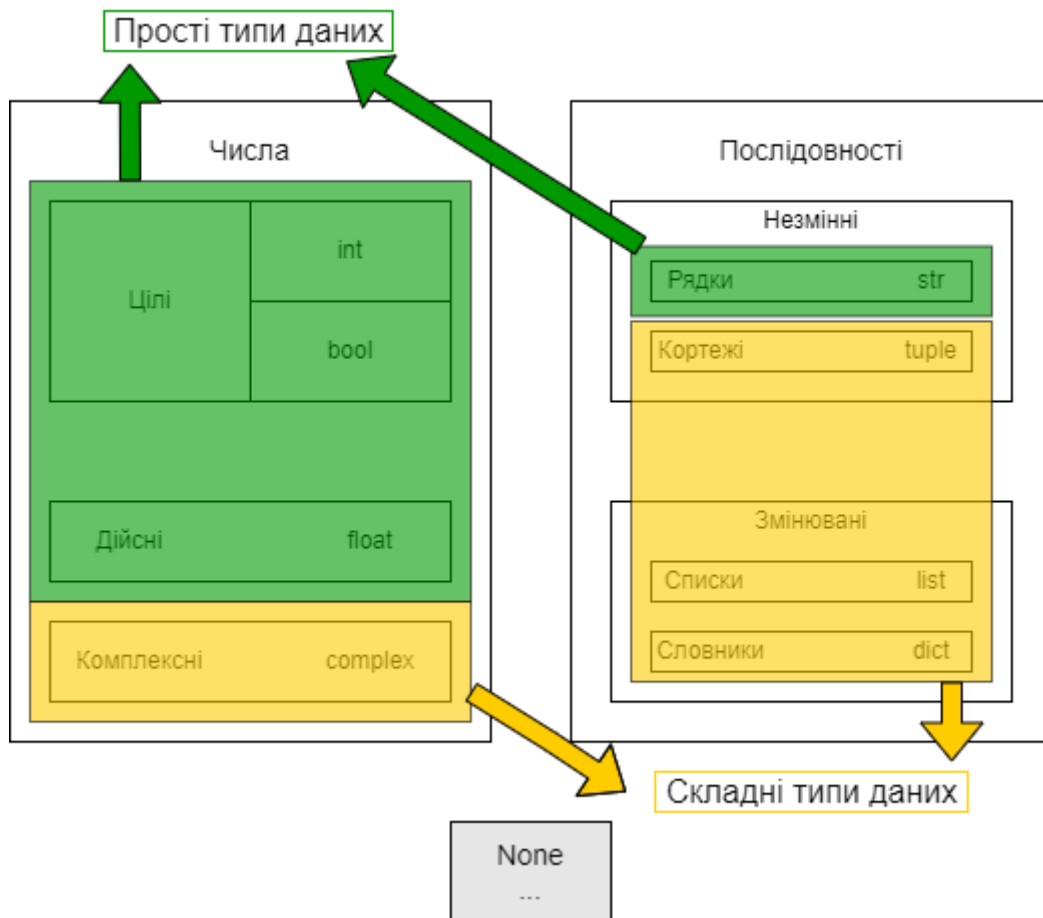 Прості типи даних
Числа
Цілі
int
bool
Дійсні float
Комплексні complex
Послідовності
Незмінні
Рядки str
Кортежі tuple
Змінювані
Списки list
Словники dict
Складні типи даних
None
...